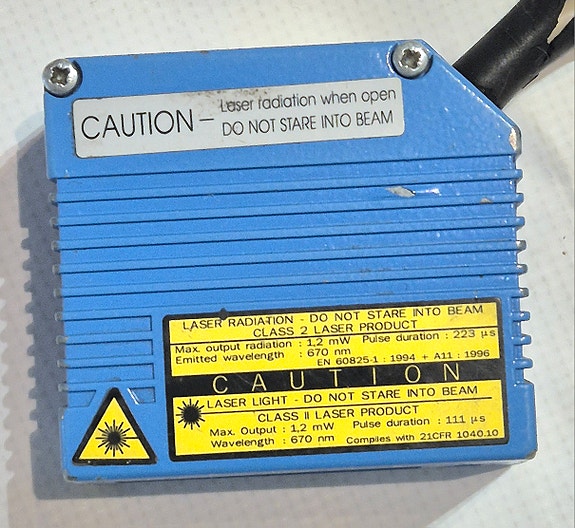 CAUTION – Laser radiation when open
DO NOT STARE INTO BEAM
LASER RADIATION - DO NOT STARE INTO BEAM
CLASS 2 LASER PRODUCT
Max. output radiation : 1,2 mW Pulse duration : 223 µs
Emitted wavelength : 670 nm
EN 60825-1 : 1994 + A11 : 1996
CAUTION
LASER LIGHT - DO NOT STARE INTO BEAM
CLASS II LASER PRODUCT
Max. Output : 1,2 mW Pulse duration : 111 µs
Wavelength : 670 nm Complies with 21CFR 1040.10